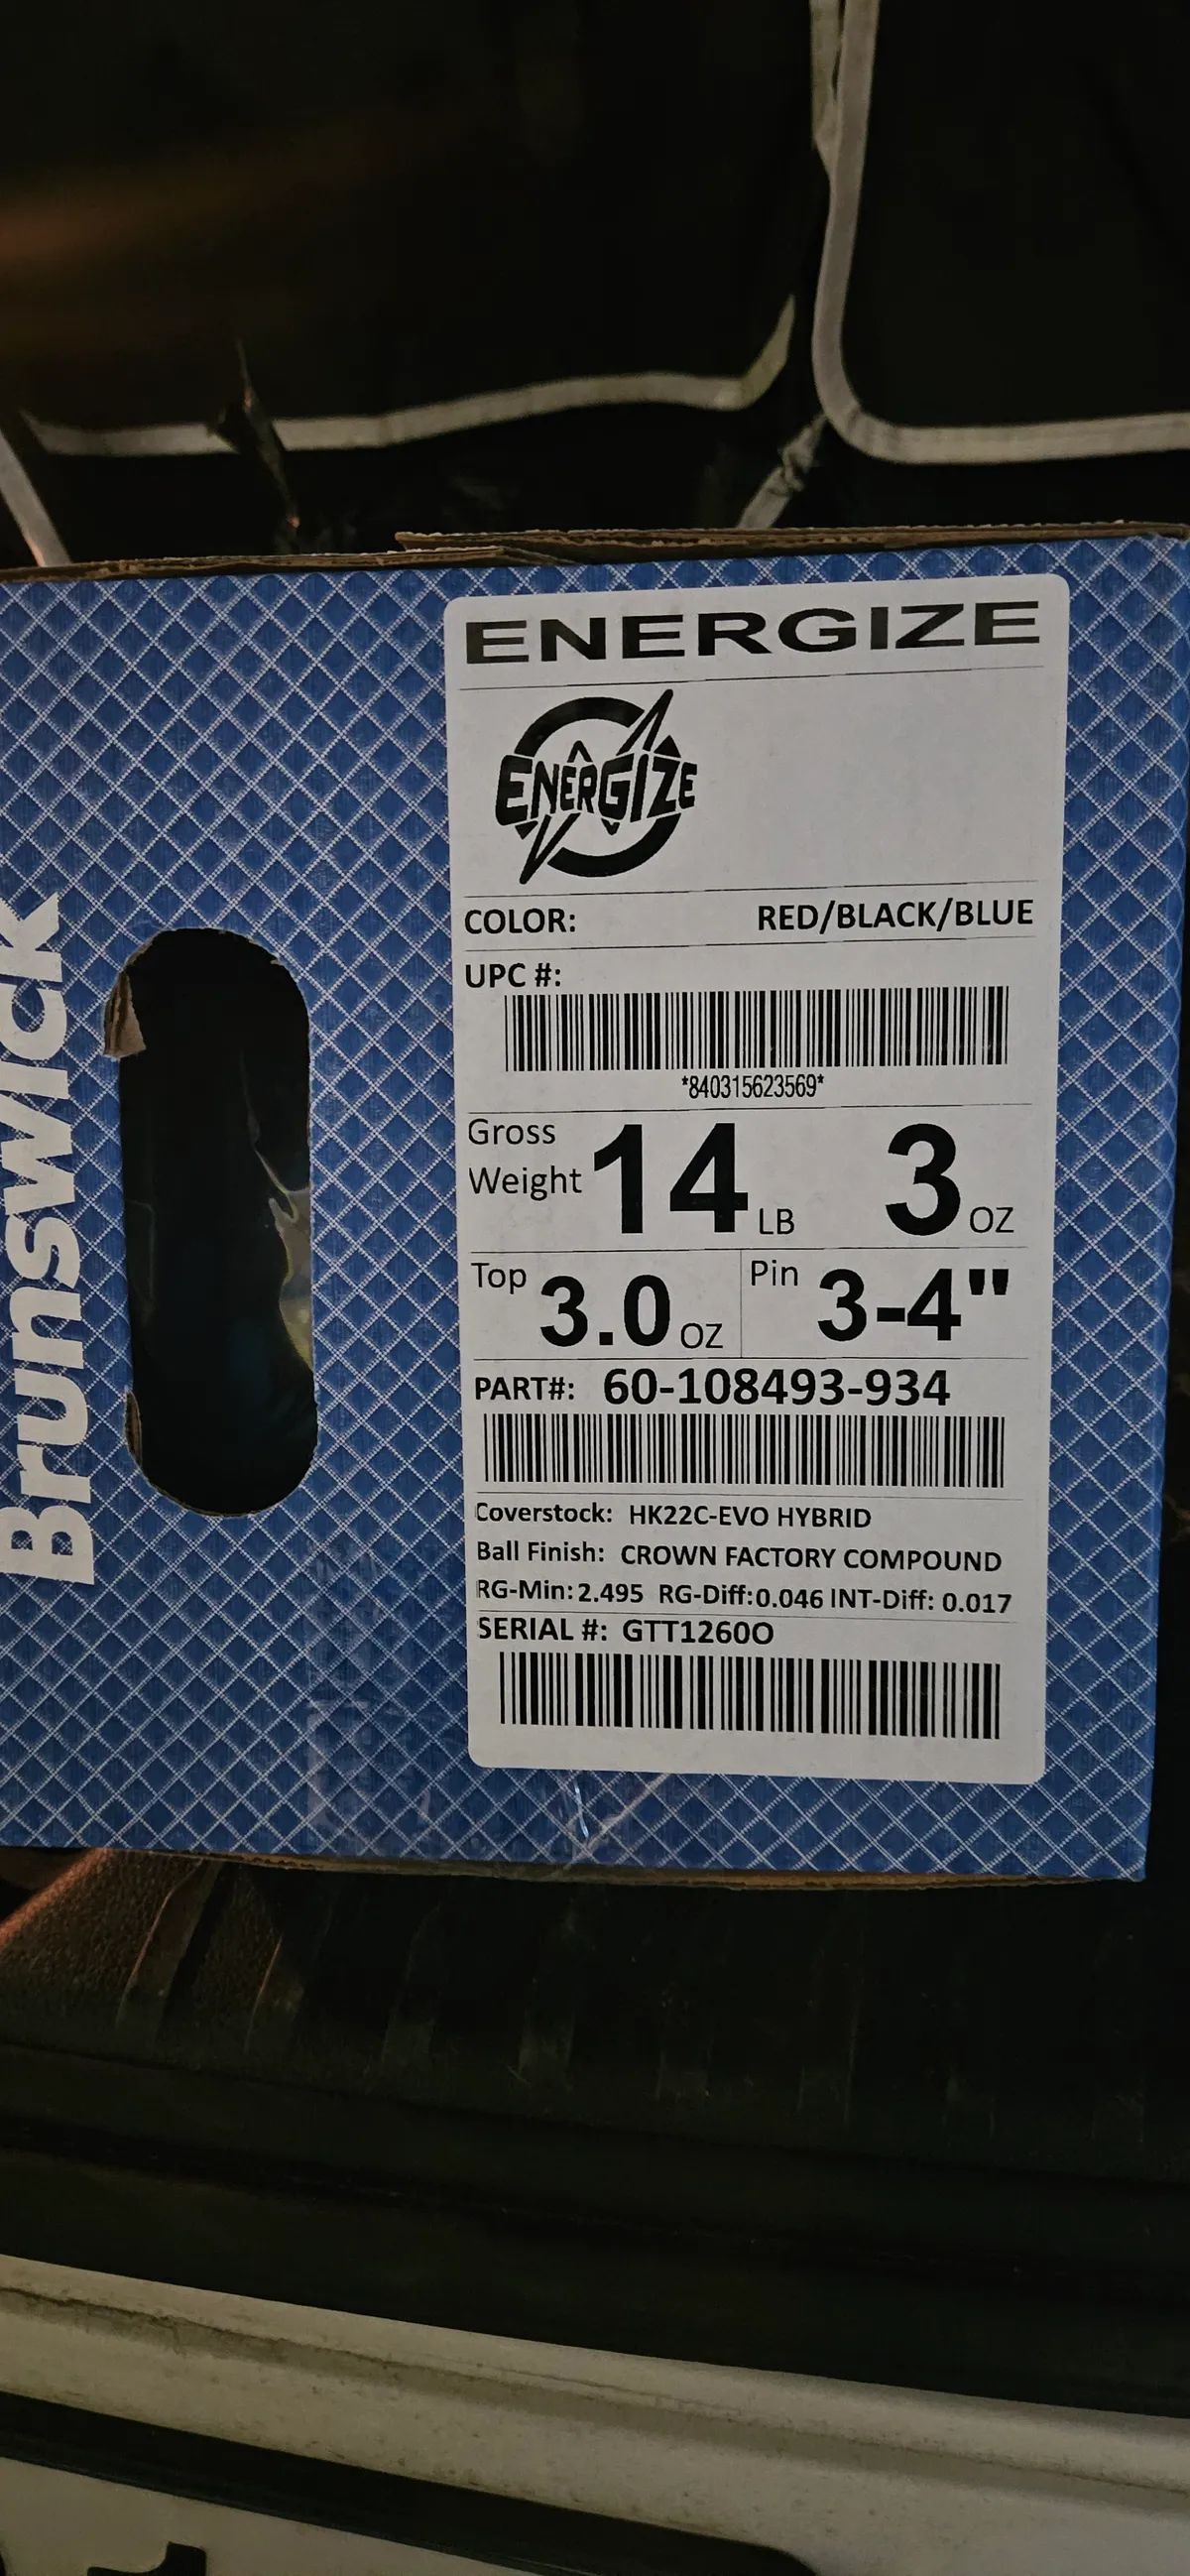 Brunswick
ENERGIZE
ENERGIZE
COLOR: RED/BLACK/BLUE
UPC #:
*840315623569*
Gross Weight 14 LB 3 OZ
Top 3.0 OZ Pin 3-4"
PART#: 60-108493-934
Coverstock: HK22C-EVO HYBRID
Ball Finish: CROWN FACTORY COMPOUND
RG-Min: 2.495 RG-Diff: 0.046 INT-Diff: 0.017
SERIAL #: GTT1260O